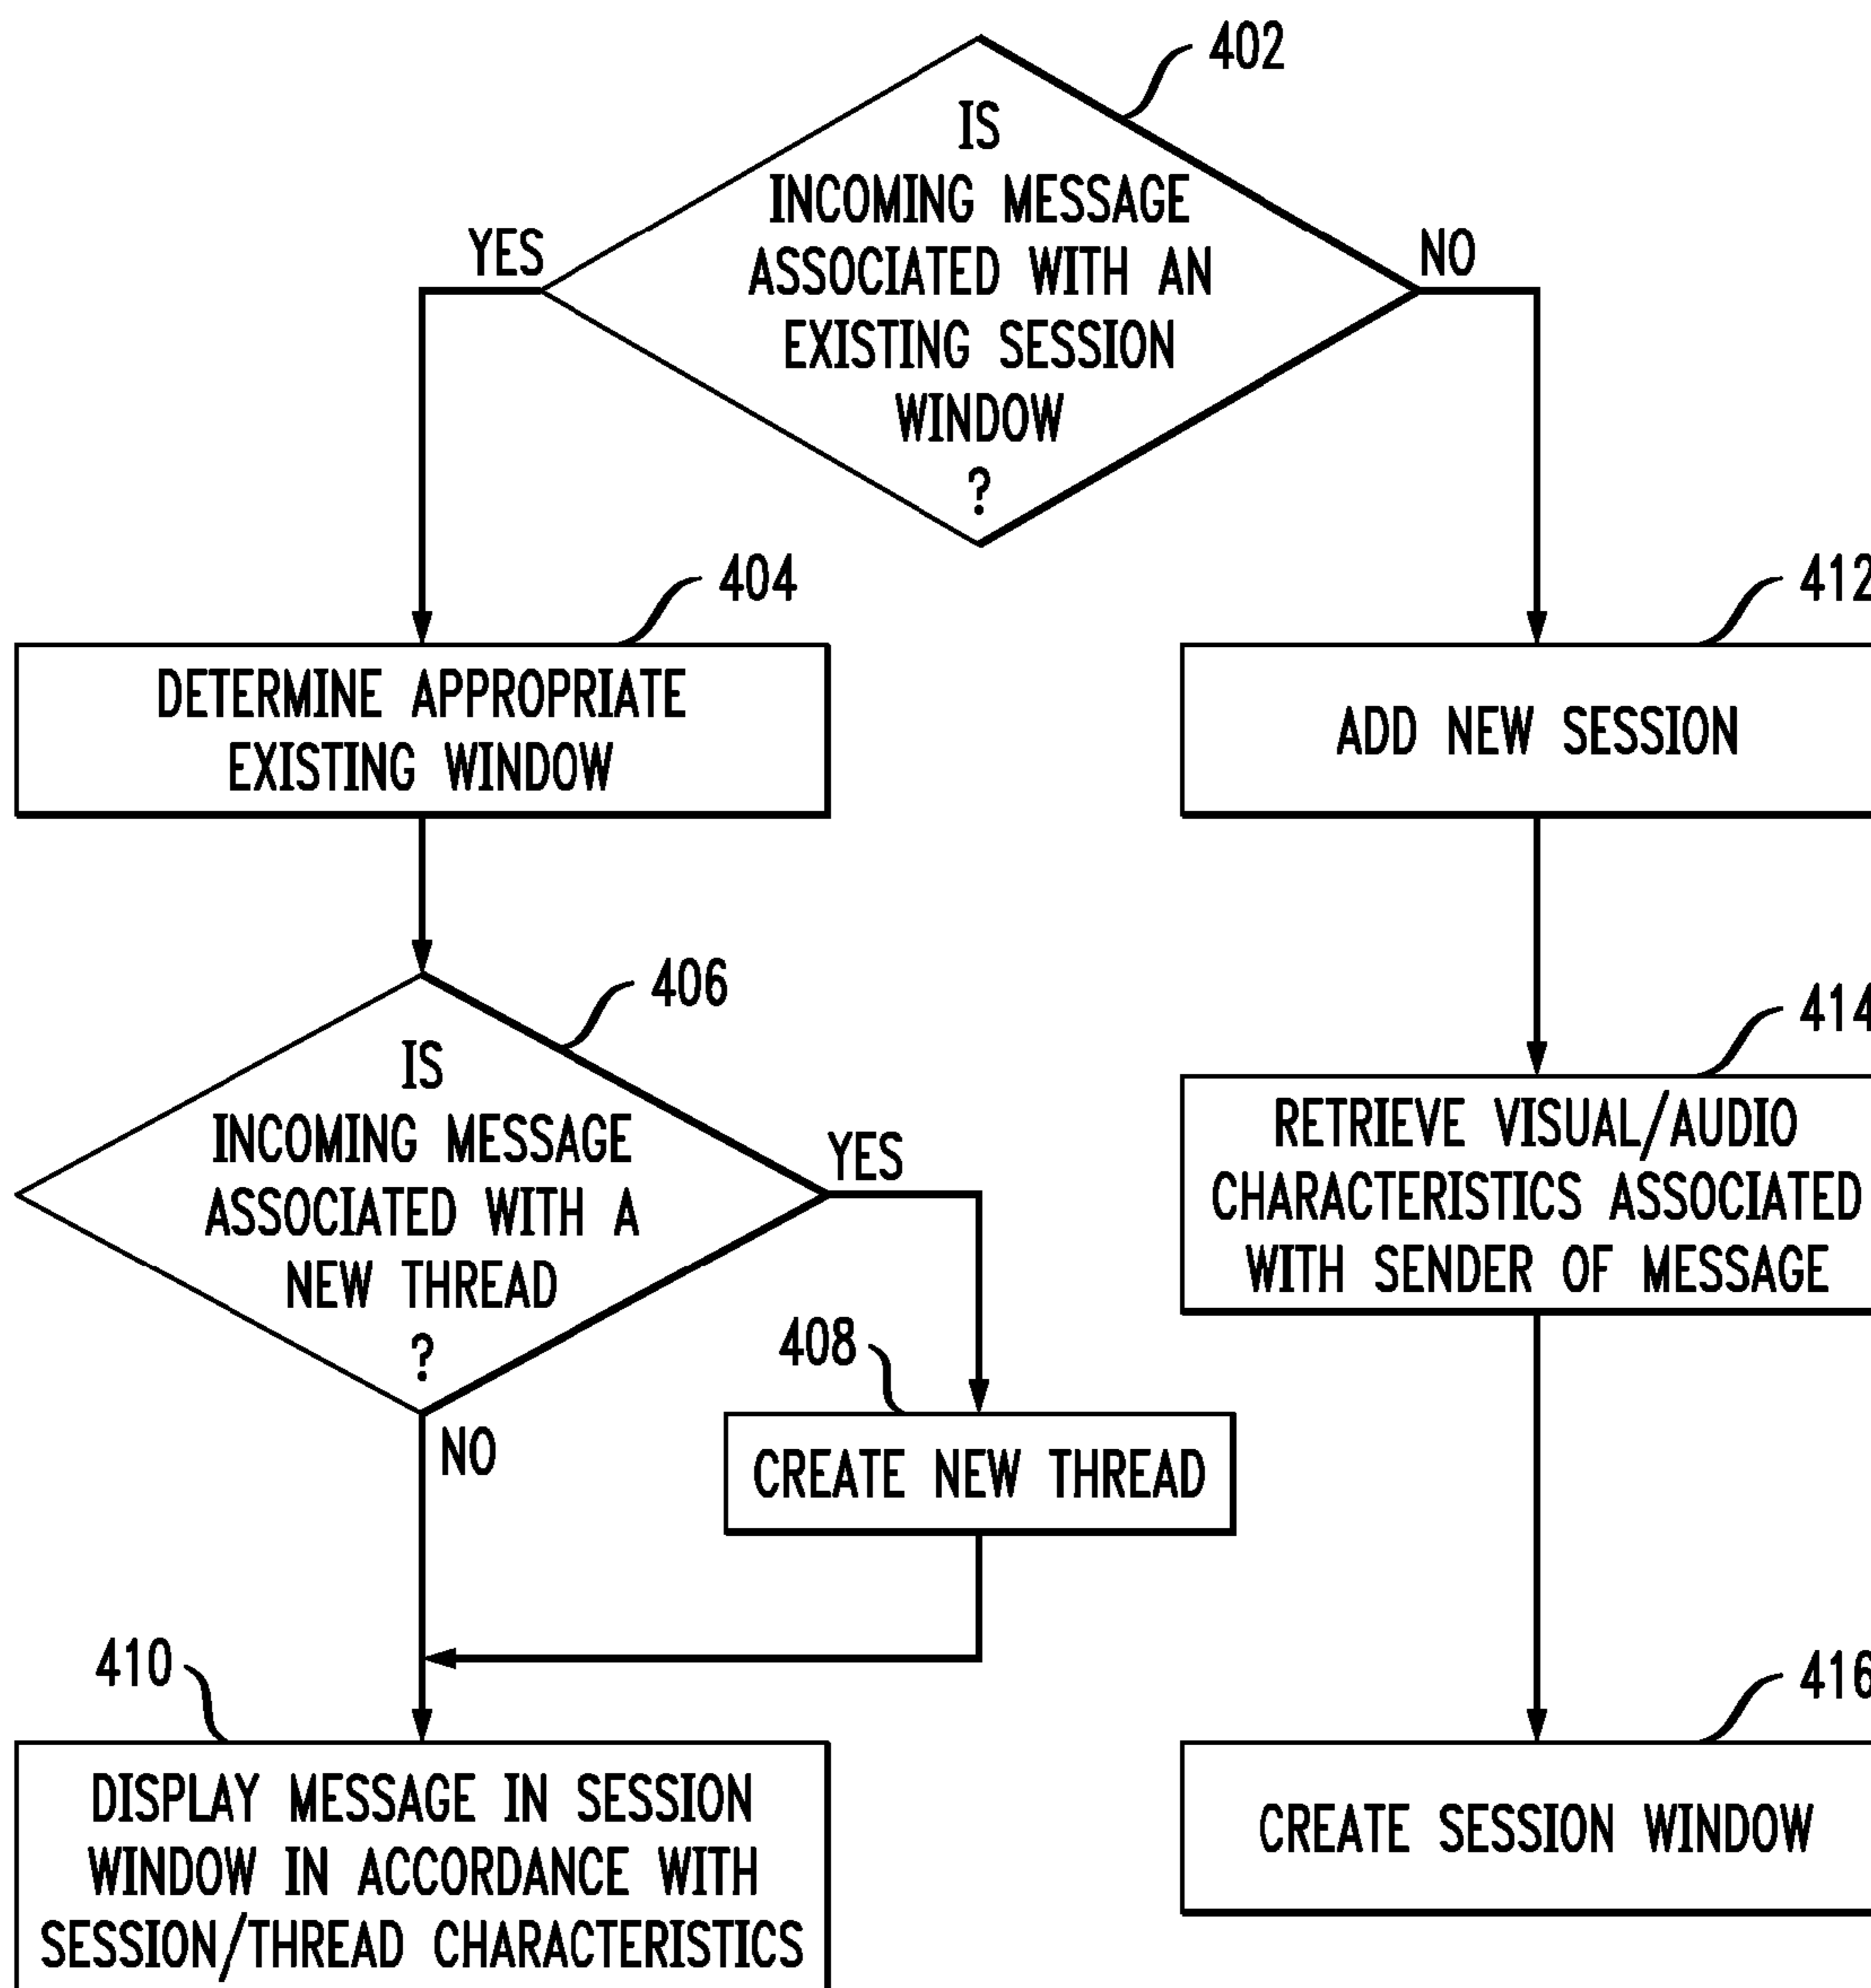 402
IS
INCOMING MESSAGE
ASSOCIATED WITH AN
EXISTING SESSION
WINDOW
?
YES
NO
404
DETERMINE APPROPRIATE
EXISTING WINDOW
412
ADD NEW SESSION
406
IS
INCOMING MESSAGE
ASSOCIATED WITH A
NEW THREAD
?
YES
NO
408
CREATE NEW THREAD
414
RETRIEVE VISUAL/AUDIO
CHARACTERISTICS ASSOCIATED
WITH SENDER OF MESSAGE
410
DISPLAY MESSAGE IN SESSION
WINDOW IN ACCORDANCE WITH
SESSION/THREAD CHARACTERISTICS
416
CREATE SESSION WINDOW